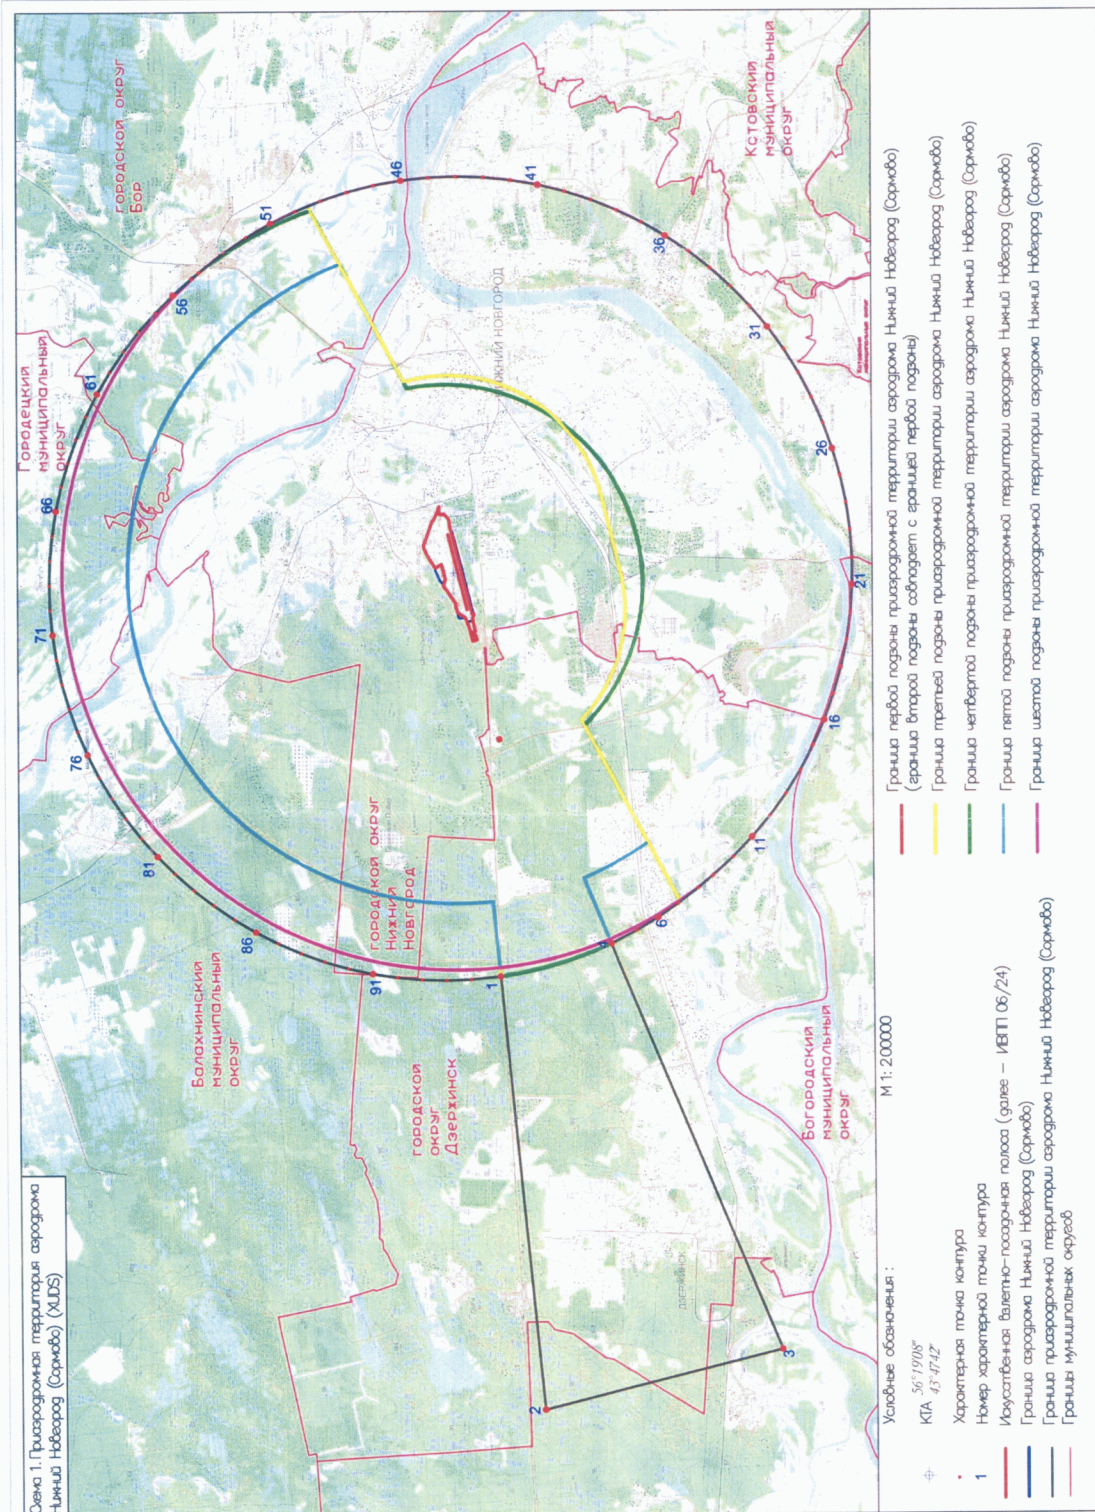 Схема 1. Приаэродромная территория аэродрома
Нижний Новгород (Сормово) (XUDS)
ГОРОДСКОЙ ОКРУГ
БОР
ГОРОДЕЦКИЙ
МУНИЦИПАЛЬНЫЙ
ОКРУГ
КСТОВСКИЙ
МУНИЦИПАЛЬНЫЙ
ОКРУГ
БАЛАХНИНСКИЙ
МУНИЦИПАЛЬНЫЙ
ОКРУГ
ГОРОДСКОЙ ОКРУГ
НИЖНИЙ
НОВГОРОД
ГОРОДСКОЙ
ОКРУГ
ДЗЕРЖИНСК
БОГОРОДСКИЙ
МУНИЦИПАЛЬНЫЙ
ОКРУГ
НИЖНИЙ НОВГОРОД
ДЗЕРЖИНСК
1
2
3
4
6
11
16
21
26
31
36
41
46
51
56
61
66
71
76
81
86
91
М 1: 200000
Условные обозначения :
КТА 56°19'08"
43°47'42"
Характерная точка контура
1 Номер характерной точки контура
Искусственная взлетно-посадочная полоса (далее - ИВПП 06/24)
Граница аэродрома Нижний Новгород (Сормово)
Граница приаэродромной территории аэродрома Нижний Новгород (Сормово)
Границы муниципальных округов
Граница первой подзоны приаэродромной территории аэродрома Нижний Новгород (Сормово)
(граница второй подзоны совпадает с границей первой подзоны)
Граница третьей подзоны приаэродромной территории аэродрома Нижний Новгород (Сормово)
Граница четвертой подзоны приаэродромной территории аэродрома Нижний Новгород (Сормово)
Граница пятой подзоны приаэродромной территории аэродрома Нижний Новгород (Сормово)
Граница шестой подзоны приаэродромной территории аэродрома Нижний Новгород (Сормово)